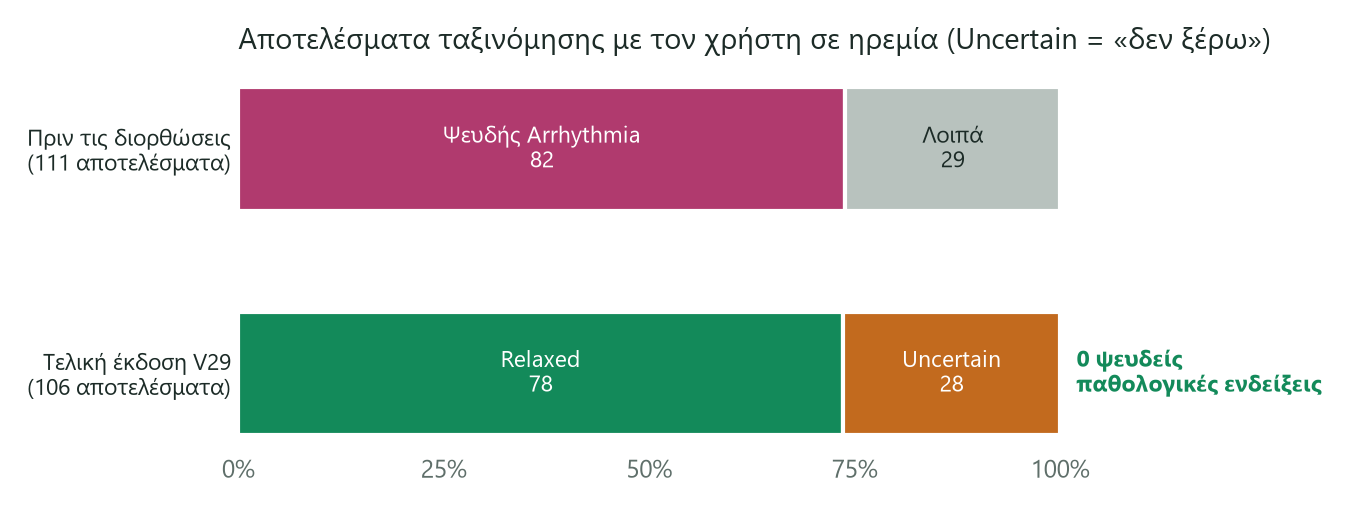 Αποτελέσματα ταξινόμησης με τον χρήστη σε ηρεμία (Uncertain = «δεν ξέρω»)
Πριν τις διορθώσεις
(111 αποτελέσματα)
Ψευδής Arrhythmia
82
Λοιπά
29
Τελική έκδοση V29
(106 αποτελέσματα)
Relaxed
78
Uncertain
28
0 ψευδείς
παθολογικές ενδείξεις
0%
25%
50%
75%
100%